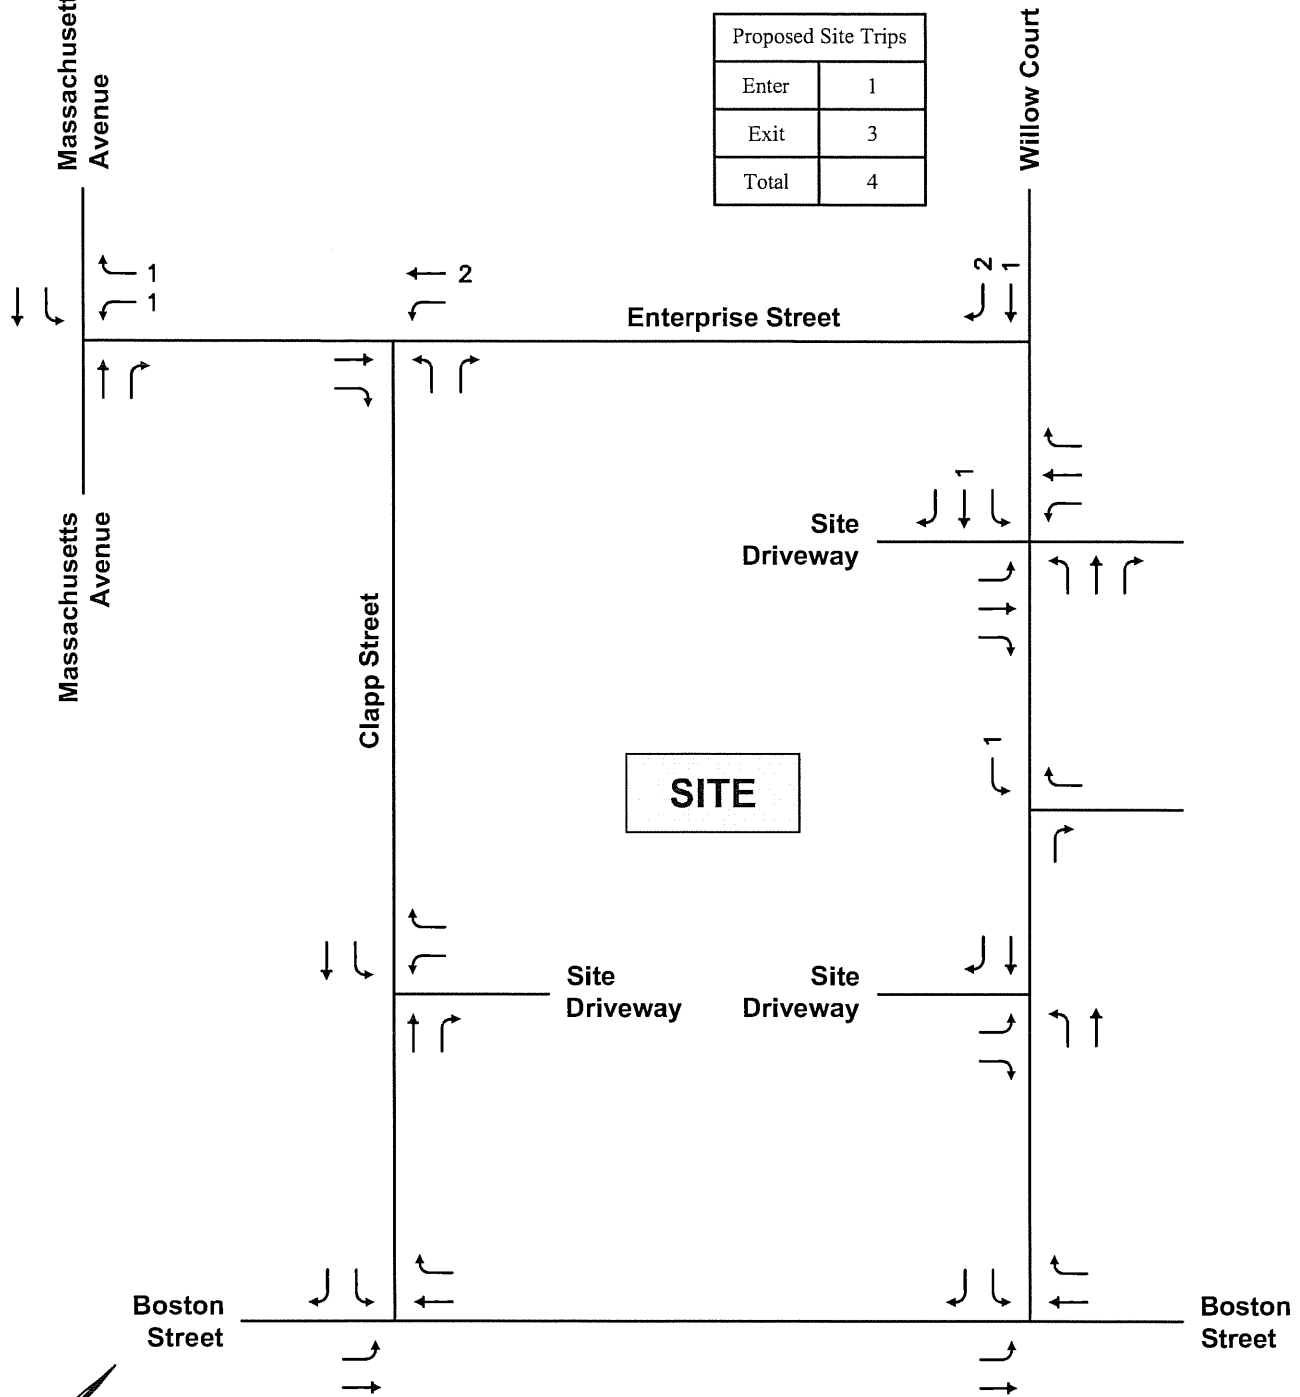 Massachusetts
Avenue
Proposed Site Trips
Enter 1
Exit 3
Total 4
Willow Court
1
1
2
2
1
Enterprise Street
Massachusetts
Avenue
1
Site
Driveway
Clapp Street
1
SITE
Site
Driveway
Site
Driveway
Boston
Street
Boston
Street